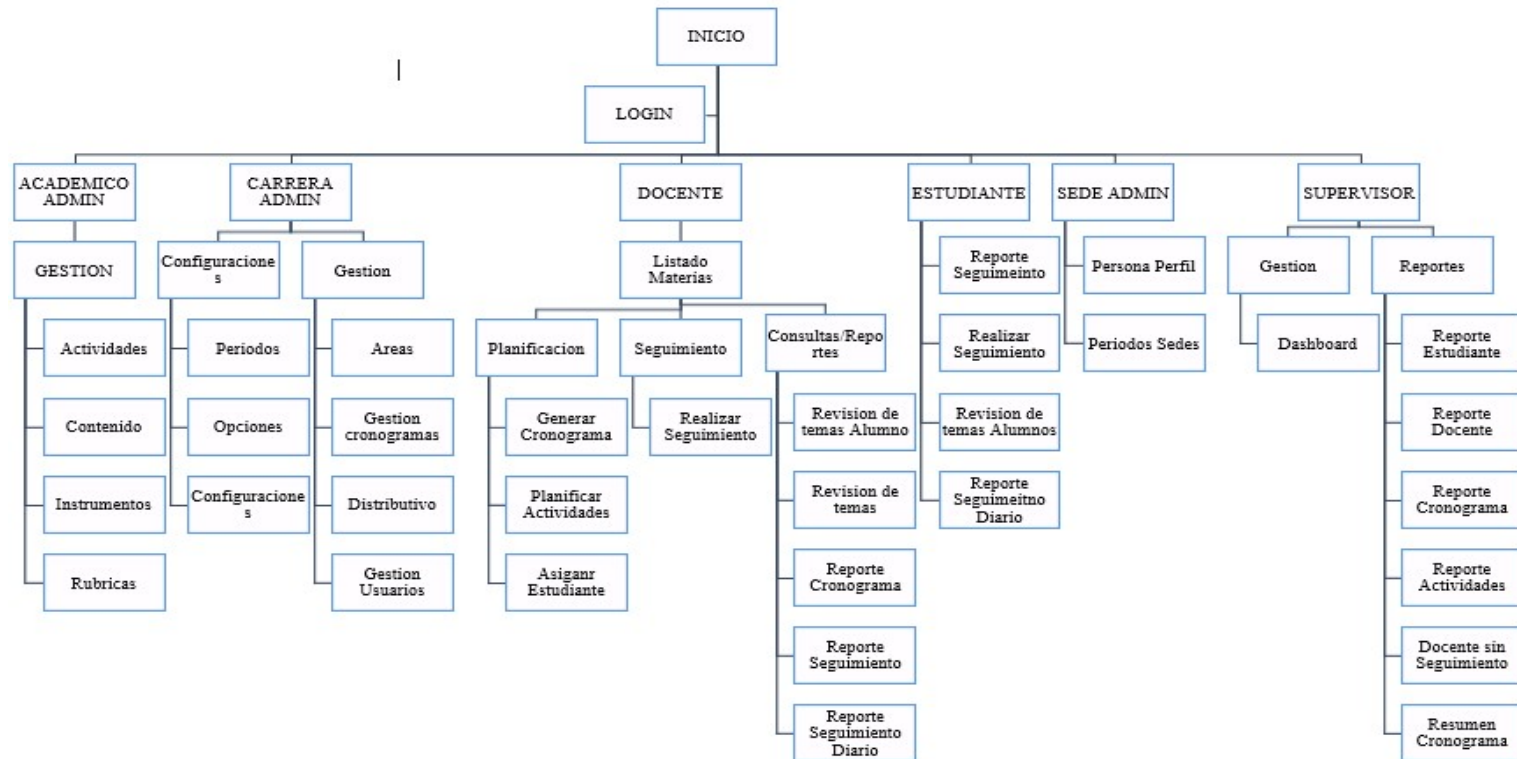 INICIO
LOGIN
ACADEMICO
ADMIN
CARRERA
ADMIN
DOCENTE
ESTUDIANTE
SEDE ADMIN
SUPERVISOR
GESTION
Actividades
Contenido
Instrumentos
Rubricas
Configuracione
s
Periodos
Opciones
Configuracione
s
Gestion
Areas
Gestion
cronogramas
Distributivo
Gestion
Usuarios
Listado
Materias
Planificacion
Generar
Cronograma
Planificar
Actividades
Asiganr
Estudiante
Seguimiento
Realizar
Seguimiento
Consultas/Repo
rtes
Revision de
temas Alumno
Revision de
temas
Reporte
Cronograma
Reporte
Seguimiento
Reporte
Seguimiento
Diario
Reporte
Seguimeinto
Realizar
Seguimiento
Revision de
temas Alumnos
Reporte
Seguimeitno
Diario
Persona Perfil
Periodos Sedes
Gestion
Dashboard
Reportes
Reporte
Estudiante
Reporte
Docente
Reporte
Cronograma
Reporte
Actividades
Docente sin
Seguimiento
Resumen
Cronograma